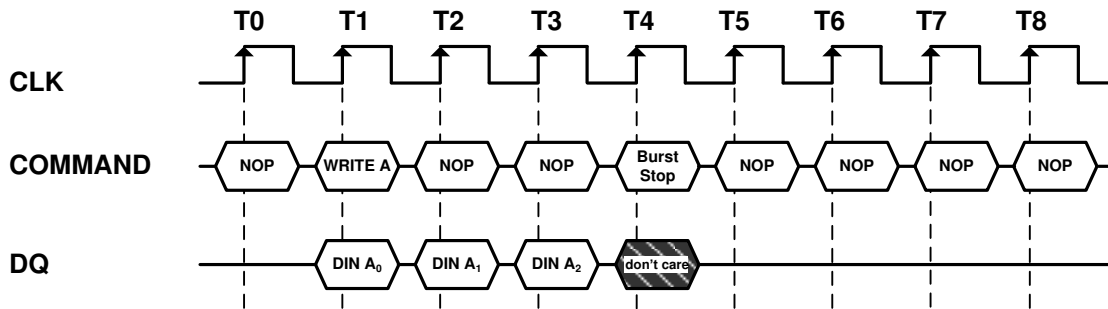 T0 T1 T2 T3 T4 T5 T6 T7 T8
CLK
COMMAND NOP WRITE A NOP NOP Burst Stop NOP NOP NOP NOP
DQ DIN A₀ DIN A₁ DIN A₂ don't care